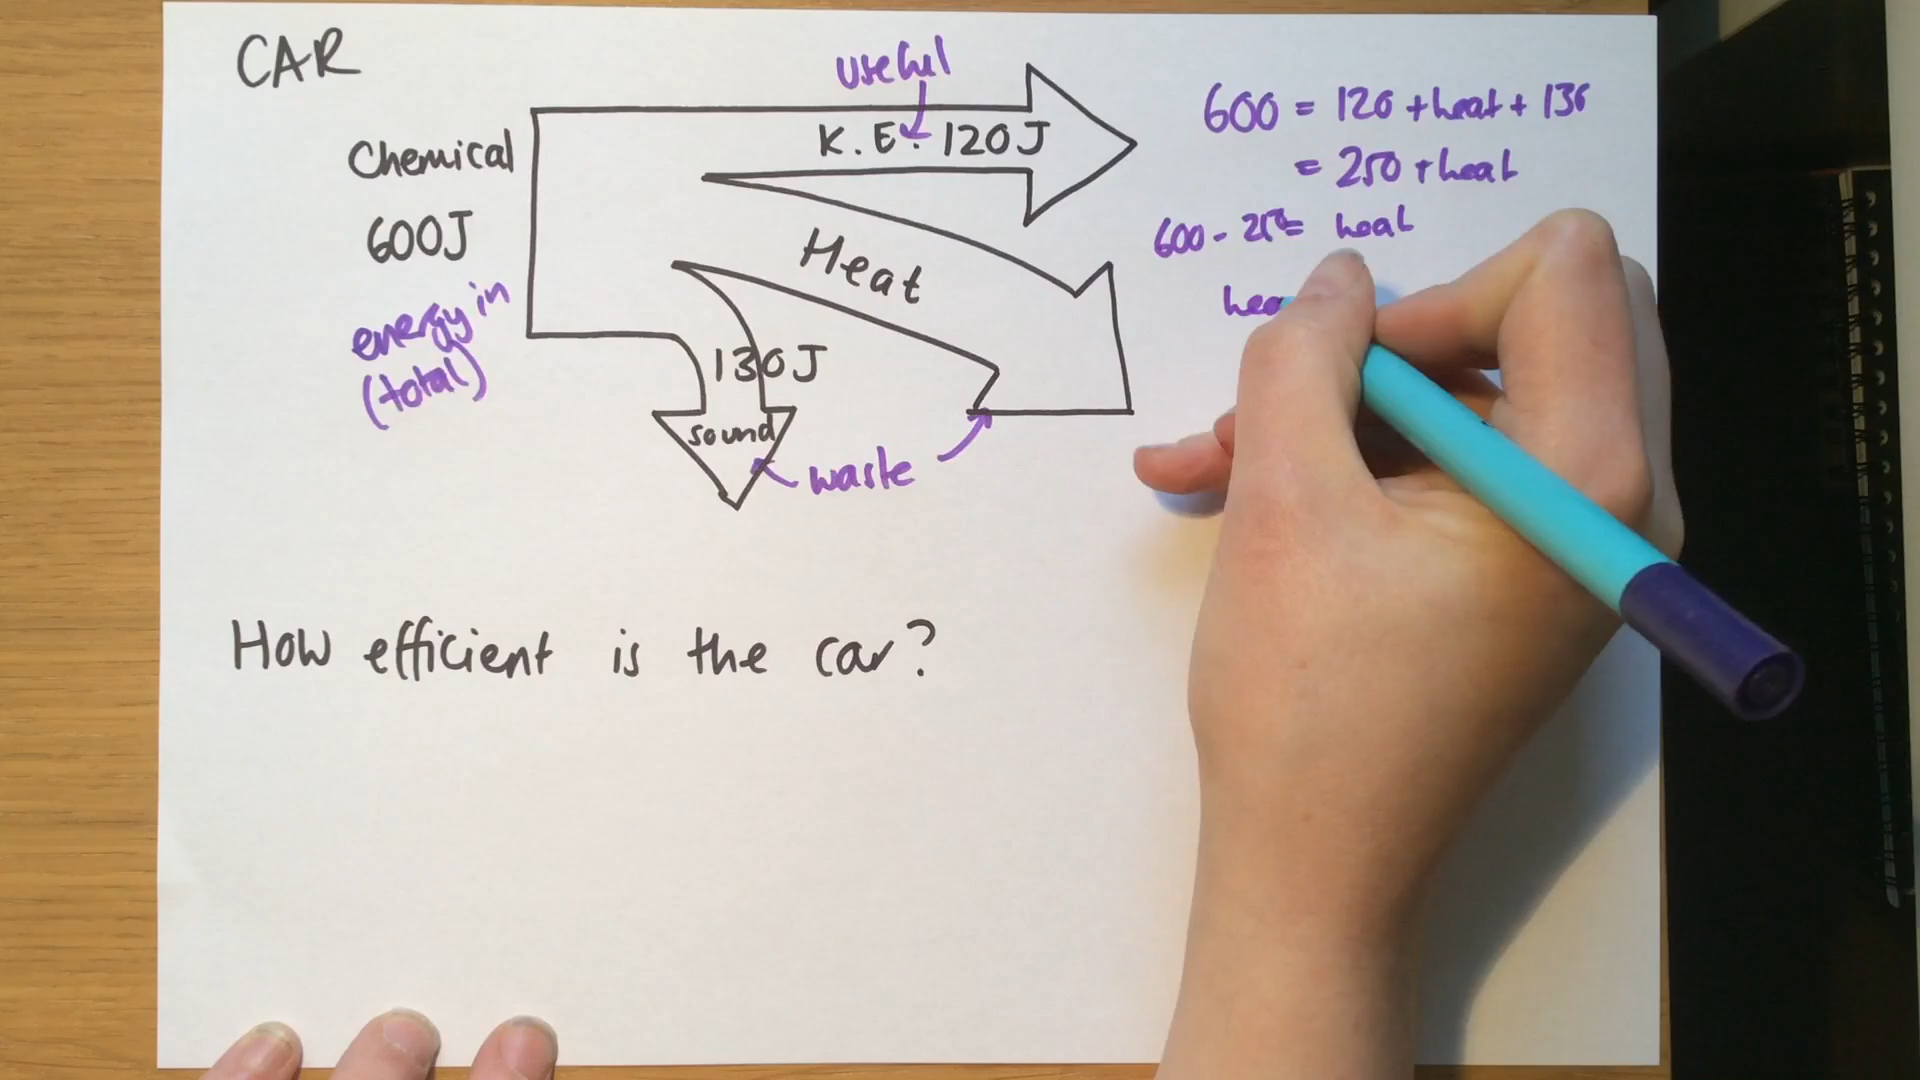 CAR
useful
K.E. 120J
Chemical
600J
energy in
(total)
Heat
130J
sound
waste
600 = 120 + heat + 130
= 250 + heat
600 - 250 = heat
hea
How efficient is the car?